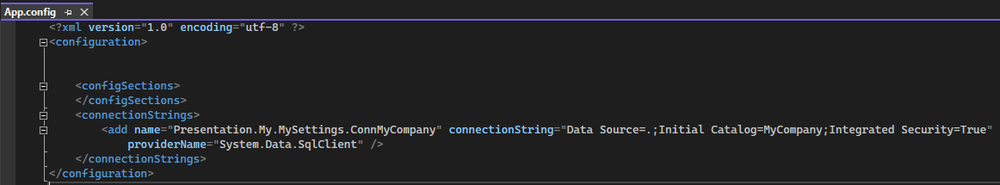 App.config
<?xml version="1.0" encoding="utf-8" ?>
<configuration>
<configSections>
</configSections>
<connectionStrings>
<add name="Presentation.My.MySettings.ConnMyCompany" connectionString="Data Source=.;Initial Catalog=MyCompany;Integrated Security=True"
providerName="System.Data.SqlClient" />
</connectionStrings>
</configuration>